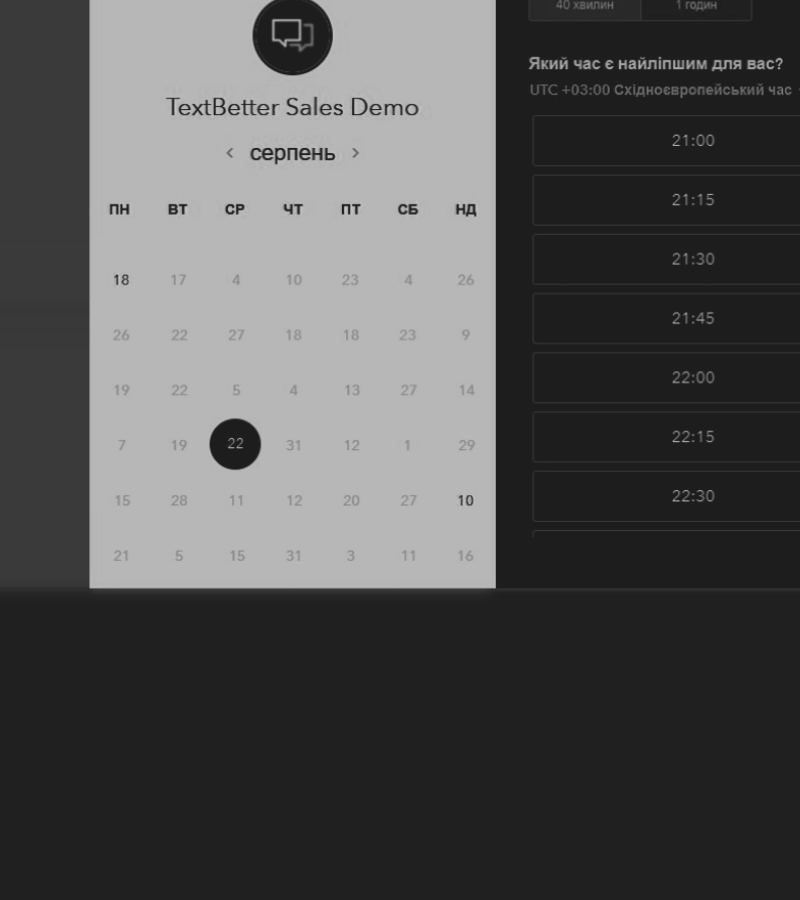 TextBetter Sales Demo
серпень
ПН ВТ СР ЧТ ПТ СБ НД
18 17 4 10 23 4 26
26 22 27 18 18 23 9
19 22 5 4 13 27 14
7 19 22 31 12 1 29
15 28 11 12 20 27 10
21 5 15 31 3 11 16
40 хвилин 1 годин
Який час є найліпшим для вас?
UTC +03:00 Східноєвропейський час
21:00
21:15
21:30
21:45
22:00
22:15
22:30